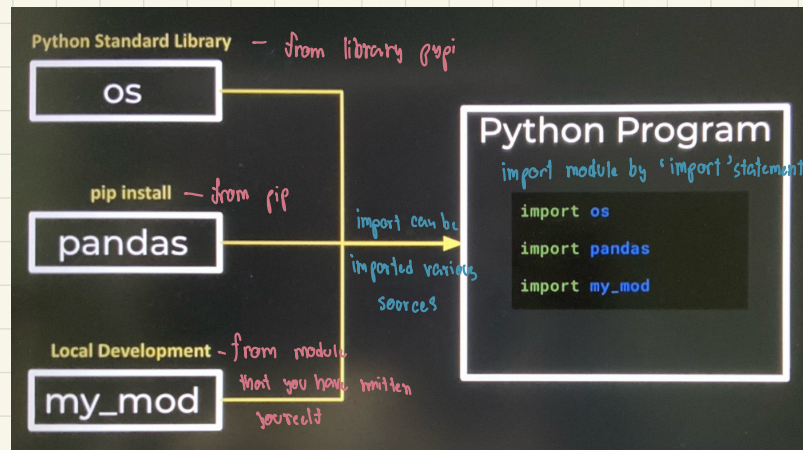 Python Standard Library - from library pypi
os
Python Program
import module by 'import' statement
pip install - from pip
import os
pandas
import can be
import pandas
imported various
import my_mod
sources
Local Development - from module
that you have written
my_mod
yourself